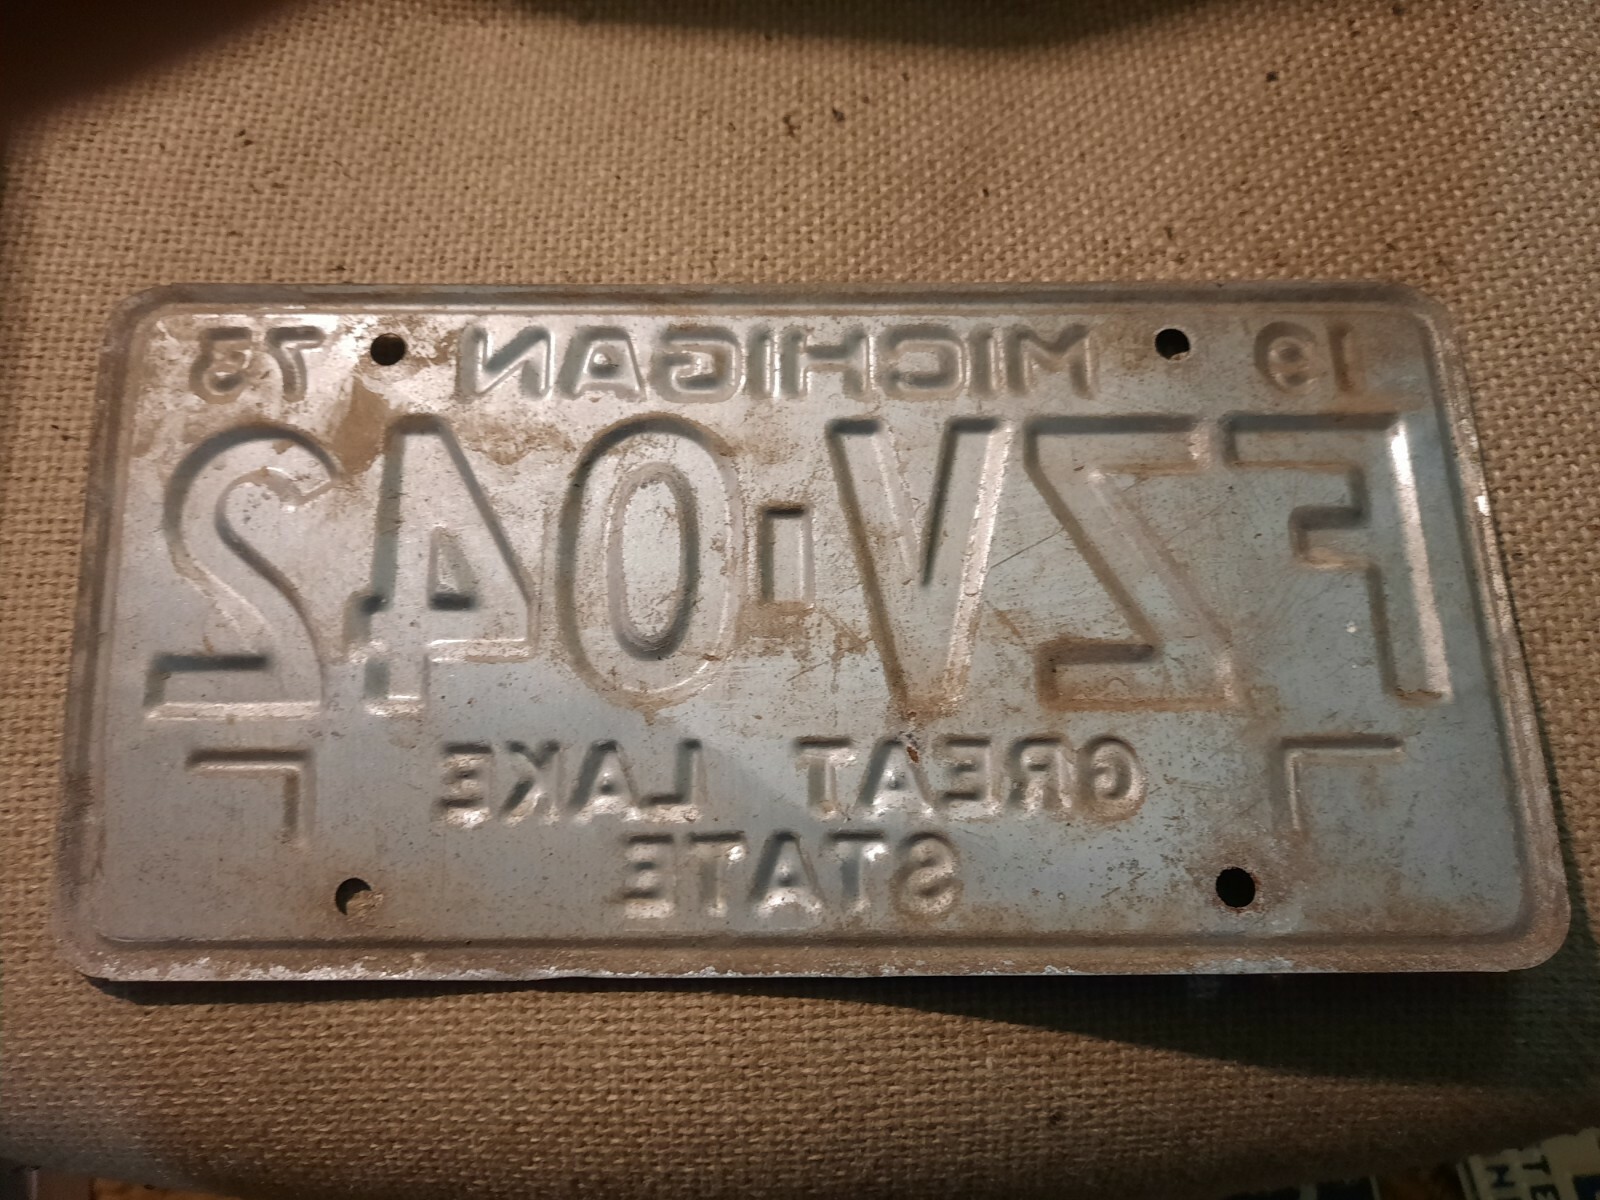 19 MICHIGAN 73
FZV-042
GREAT LAKE
STATE